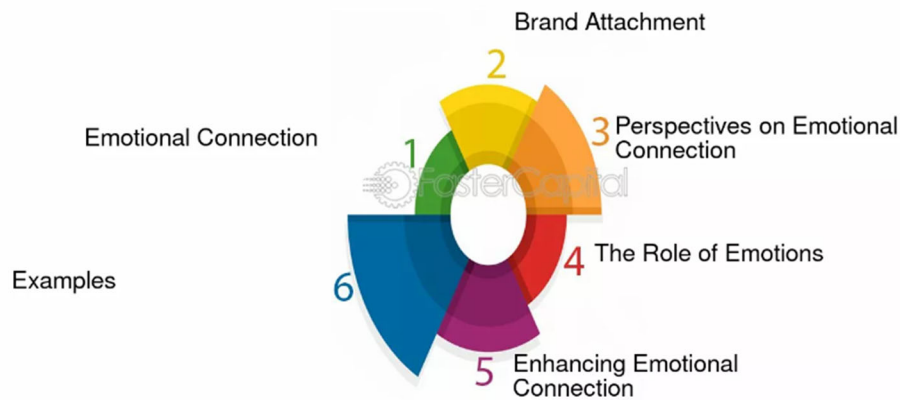 Brand Attachment
2
Emotional Connection
1
3
Perspectives on Emotional
Connection
FasterCapital
4
The Role of Emotions
Examples
6
5
Enhancing Emotional
Connection